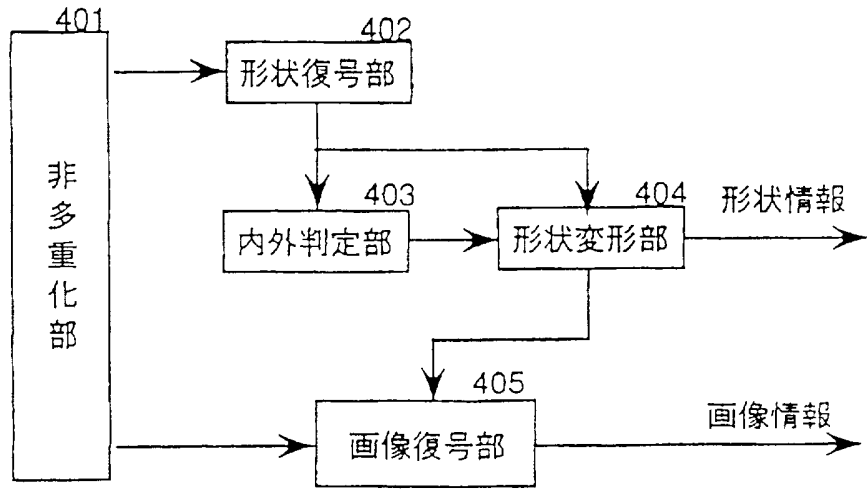 401
非多重化部
402
形状復号部
403
内外判定部
404
形状変形部
形状情報
405
画像復号部
画像情報